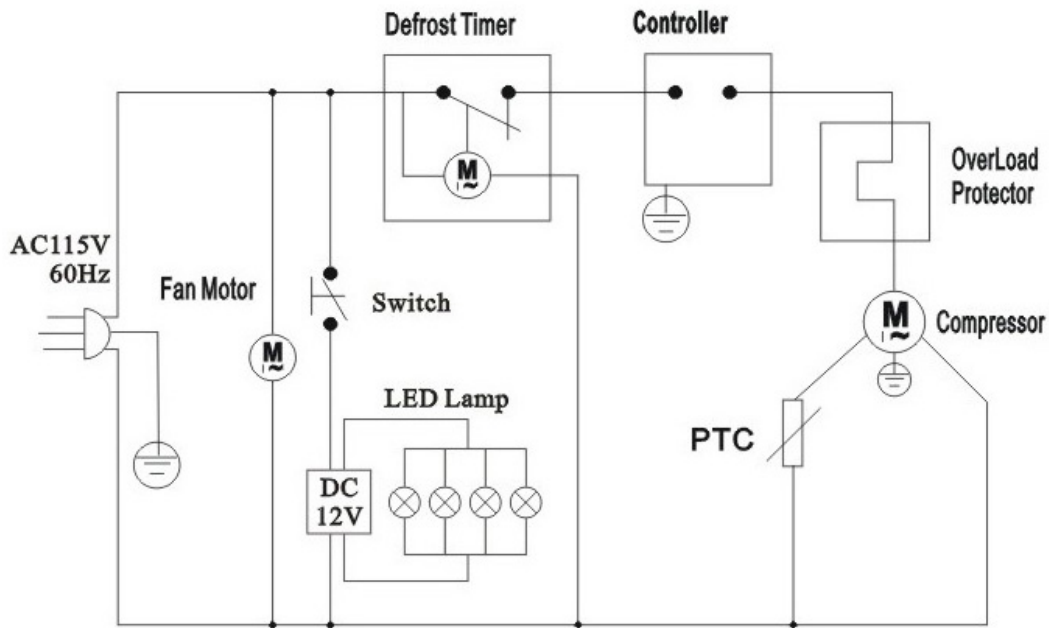 Defrost Timer
Controller
M
OverLoad
Protector
AC115V
60Hz
Fan Motor
Switch
M
Compressor
M
LED Lamp
PTC
DC
12V